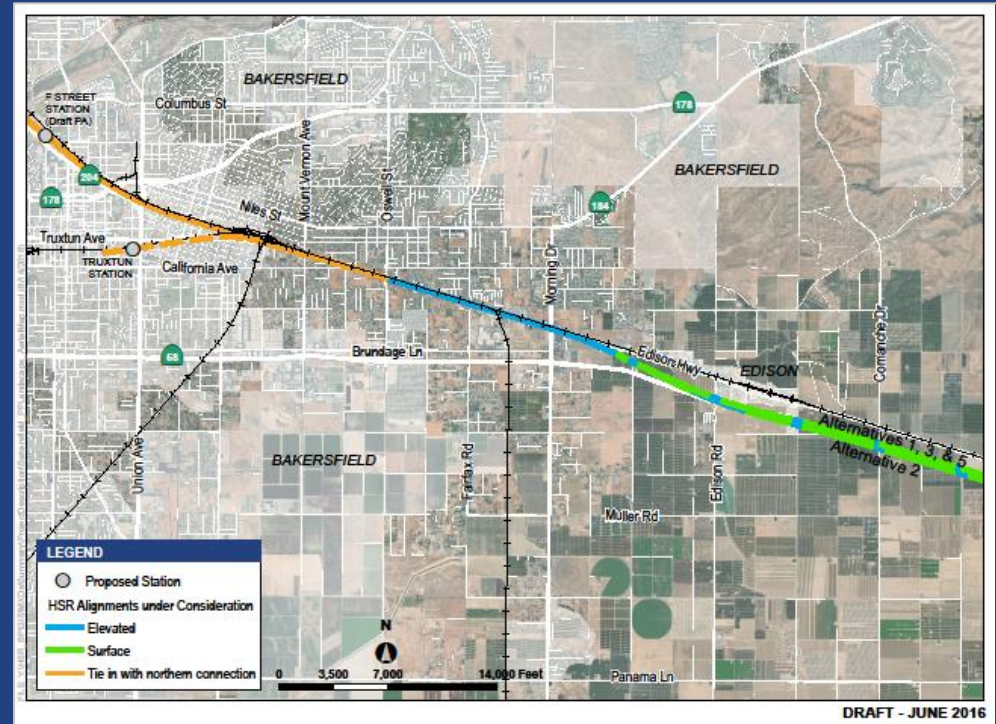 BAKERSFIELD
F STREET
STATION
(Draft PA)
Columbus St
178
204
178
Mount Vernon Ave
Oswell St
BAKERSFIELD
184
Niles St
Truxtun Ave
TRUXTUN
STATION
California Ave
Morning Dr
Comanche Dr
58
Brundage Ln
Edison Hwy
EDISON
Alternatives 1, 3, & 5
Alternative 2
Union Ave
BAKERSFIELD
Fairfax Rd
Edison Rd
Muller Rd
LEGEND
Proposed Station
HSR Alignments under Consideration
Elevated
Surface
Tie in with northern connection
N
0 3,500 7,000 14,000 Feet
Panama Ln
DRAFT - JUNE 2016